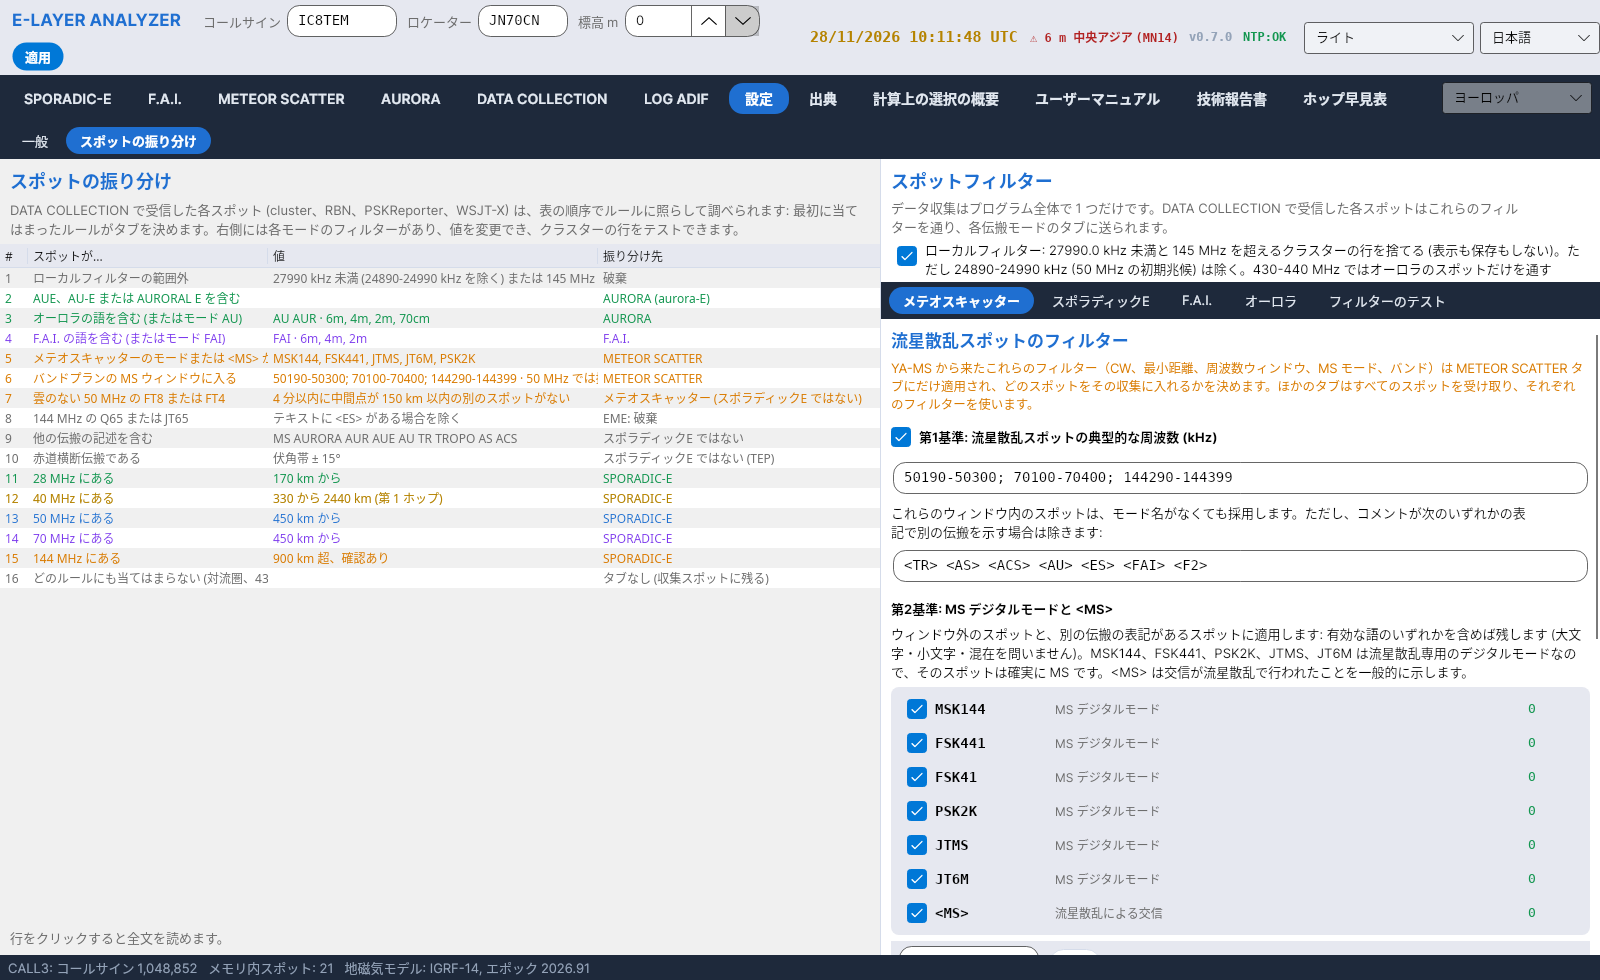 E-LAYER ANALYZER コールサイン IC8TEM ロケーター JN70CN 標高 m 0
28/11/2026 10:11:48 UTC ⚠ 6 m 中央アジア (MN14) v0.7.0 NTP:OK ライト 日本語
適用
SPORADIC-E F.A.I. METEOR SCATTER AURORA DATA COLLECTION LOG ADIF 設定 出典 計算上の選択の概要 ユーザーマニュアル 技術報告書 ホップ早見表 ヨーロッパ
一般 スポットの振り分け
スポットの振り分け
DATA COLLECTION で受信した各スポット (cluster、RBN、PSKReporter、WSJT-X) は、表の順序でルールに照らして調べられます: 最初に当て
はまったルールがタブを決めます。右側には各モードのフィルターがあり、値を変更でき、クラスターの行をテストできます。
# スポットが... 値 振り分け先
1 ローカルフィルターの範囲外 27990 kHz 未満 (24890-24990 kHz を除く) または 145 MHz 破棄
2 AUE、AU-E または AURORAL E を含む AURORA (aurora-E)
3 オーロラの語を含む (またはモード AU) AU AUR · 6m, 4m, 2m, 70cm AURORA
4 F.A.I. の語を含む (またはモード FAI) FAI · 6m, 4m, 2m F.A.I.
5 メテオスキャッターのモードまたは <MS> MSK144, FSK441, JTMS, JT6M, PSK2K METEOR SCATTER
6 バンドプランの MS ウィンドウに入る 50190-50300; 70100-70400; 144290-144399 · 50 MHz では METEOR SCATTER
7 雲のない 50 MHz の FT8 または FT4 4 分以内に中間点が 150 km 以内の別のスポットがない メテオスキャッター (スポラディックE ではない)
8 144 MHz の Q65 または JT65 テキストに <ES> がある場合を除く EME: 破棄
9 他の伝搬の記述を含む MS AURORA AUR AUE AU TR TROPO AS ACS スポラディックE ではない
10 赤道横断伝搬である 伏角帯 ± 15° スポラディックE ではない (TEP)
11 28 MHz にある 170 km から SPORADIC-E
12 40 MHz にある 330 から 2440 km (第 1 ホップ) SPORADIC-E
13 50 MHz にある 450 km から SPORADIC-E
14 70 MHz にある 450 km から SPORADIC-E
15 144 MHz にある 900 km 超、確認あり SPORADIC-E
16 どのルールにも当てはまらない (対流圏、43 タブなし (収集スポットに残る)
行をクリックすると全文を読めます。
スポットフィルター
データ収集はプログラム全体で 1 つだけです。DATA COLLECTION で受信した各スポットはこれらのフィル
ターを通り、各伝搬モードのタブに送られます。
ローカルフィルター: 27990.0 kHz 未満と 145 MHz を超えるクラスターの行を捨てる (表示も保存もしない)。た
だし 24890-24990 kHz (50 MHz の初期兆候) は除く。430-440 MHz ではオーロラのスポットだけを通す
メテオスキャッター スポラディックE F.A.I. オーロラ フィルターのテスト
流星散乱スポットのフィルター
YA-MS から来たこれらのフィルター（CW、最小距離、周波数ウィンドウ、MS モード、バンド）は METEOR SCATTER タ
ブにだけ適用され、どのスポットをその収集に入れるかを決めます。ほかのタブはすべてのスポットを受け取り、それぞれ
のフィルターを使います。
第1基準: 流星散乱スポットの典型的な周波数 (kHz)
50190-50300; 70100-70400; 144290-144399
これらのウィンドウ内のスポットは、モード名がなくても採用します。ただし、コメントが次のいずれかの表
記で別の伝搬を示す場合は除きます:
<TR> <AS> <ACS> <AU> <ES> <FAI> <F2>
第2基準: MS デジタルモードと <MS>
ウィンドウ外のスポットと、別の伝搬の表記があるスポットに適用します: 有効な語のいずれかを含めば残します (大文
字・小文字・混在を問いません)。MSK144、FSK441、PSK2K、JTMS、JT6M は流星散乱専用のデジタルモードなの
で、そのスポットは確実に MS です。<MS> は交信が流星散乱で行われたことを一般的に示します。
MSK144 MS デジタルモード 0
FSK441 MS デジタルモード 0
FSK41 MS デジタルモード 0
PSK2K MS デジタルモード 0
JTMS MS デジタルモード 0
JT6M MS デジタルモード 0
<MS> 流星散乱による交信 0
CALL3: コールサイン 1,048,852 メモリ内スポット: 21 地磁気モデル: IGRF-14, エポック 2026.91